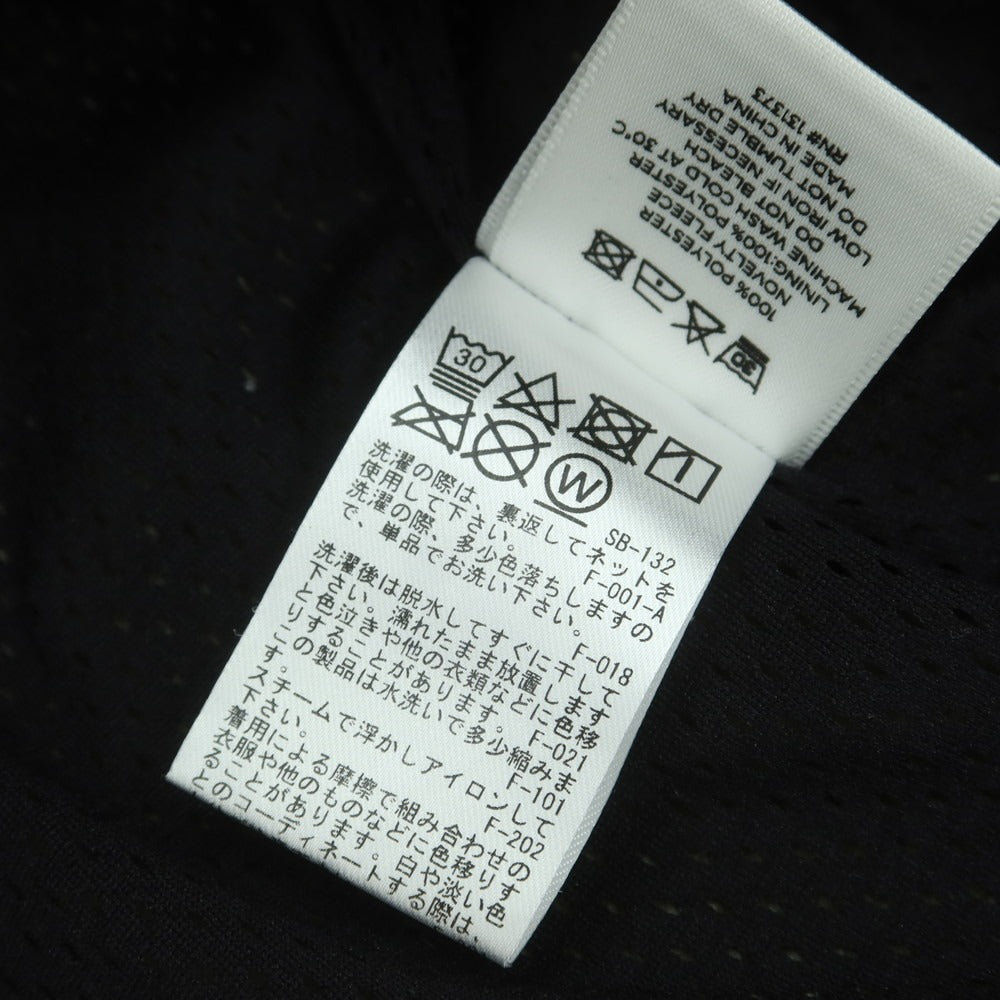 100% POLYESTER
NOVELTY FLEECE
LINING:100% POLYESTER
MACHINE WASH COLD AT 30°C
DO NOT BLEACH
LOW IRON IF NECESSARY
DO NOT TUMBLE DRY
MADE IN CHINA
RN# 131373
30
30
W
SB-132
洗濯の際は、裏返してネットを
使用して下さい。 F-001-A
洗濯の際、多少色落ちしますの
で、単品でお洗い下さい。
F-018
洗濯後は脱水してすぐに干して
下さい。濡れたまま放置します
と色泣きや他の衣類などに色移
りすることがあります。 F-021
この製品は水洗いで多少縮みま
す。 F-101
スチームで浮かしアイロンして
下さい。 F-202
着用による摩擦で組み合わせの
衣服や他のものなどに色移りす
ることがあります。白や淡い色
とのコーディネートする際は、